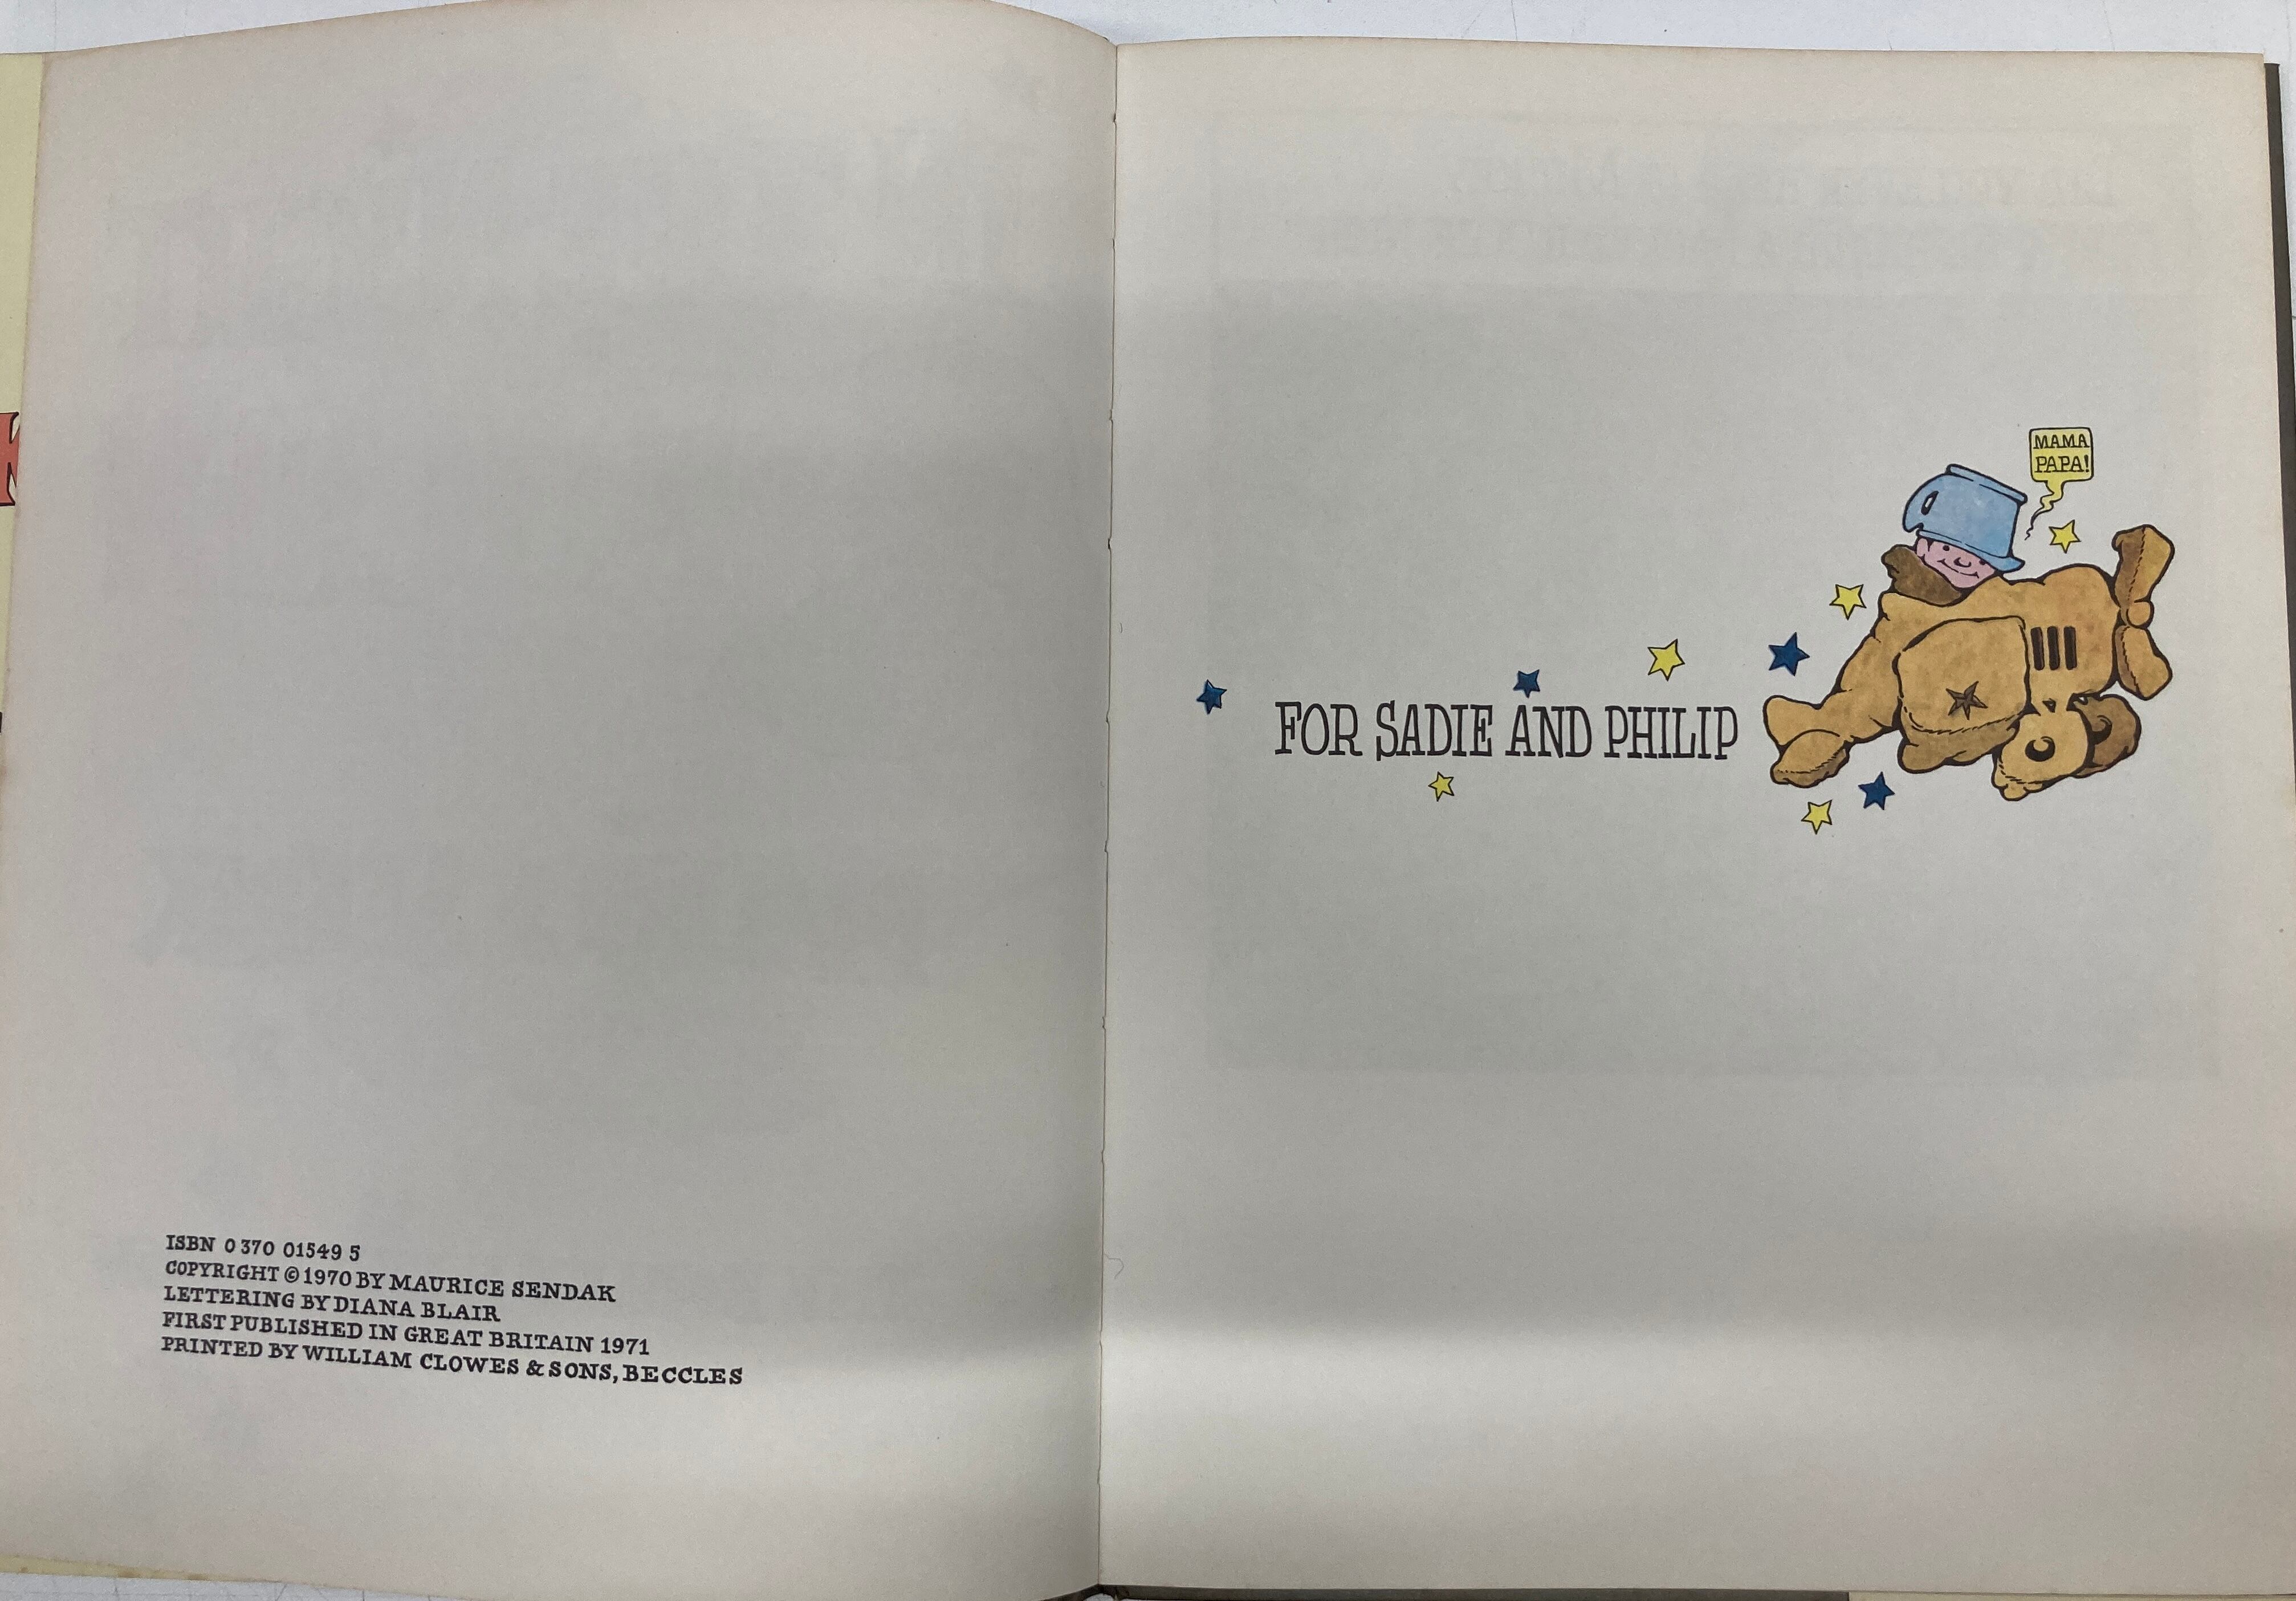 ISBN 0 370 01549 5
COPYRIGHT © 1970 BY MAURICE SENDAK
LETTERING BY DIANA BLAIR
FIRST PUBLISHED IN GREAT BRITAIN 1971
PRINTED BY WILLIAM CLOWES & SONS, BECCLES
MAMA
PAPA!
FOR SADIE AND PHILIP